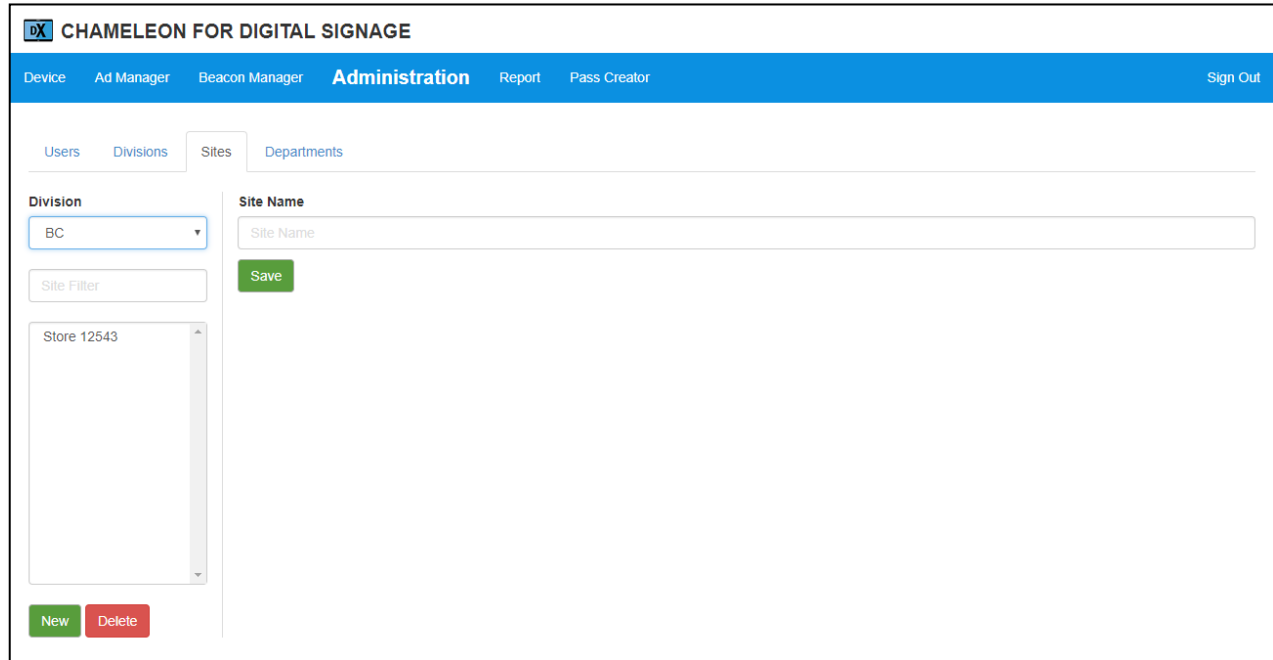 DX CHAMELEON FOR DIGITAL SIGNAGE
Device Ad Manager Beacon Manager Administration Report Pass Creator Sign Out
Users Divisions Sites Departments
Division
BC
Site Filter
Store 12543
New Delete
Site Name
Site Name
Save